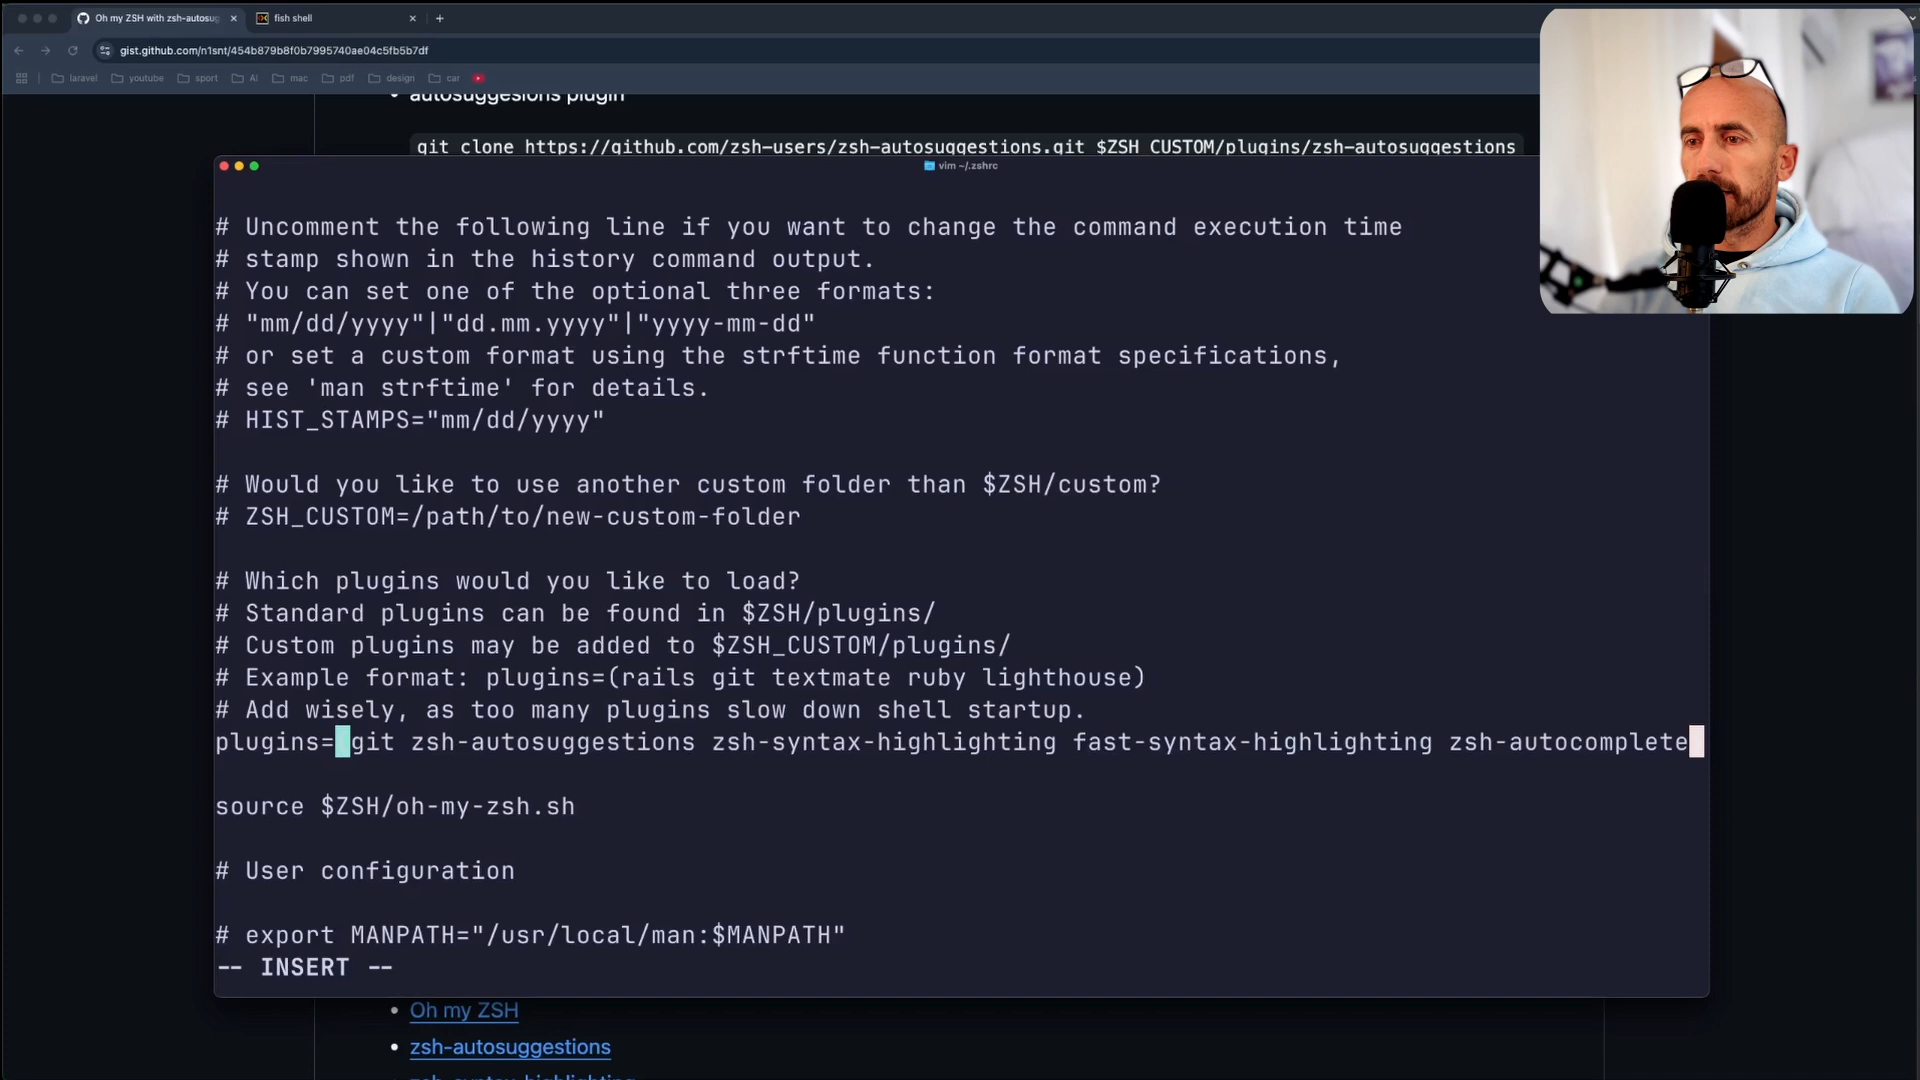 Oh my ZSH with zsh-autosug
fish shell
gist.github.com/n1snt/454b879b8f0b7995740ae04c5fb5b7df
laravel youtube sport AI mac pdf design car
autosuggesions plugin
git clone https://github.com/zsh-users/zsh-autosuggestions.git $ZSH_CUSTOM/plugins/zsh-autosuggestions
vim ~/.zshrc
# Uncomment the following line if you want to change the command execution time
# stamp shown in the history command output.
# You can set one of the optional three formats:
# "mm/dd/yyyy"|"dd.mm.yyyy"|"yyyy-mm-dd"
# or set a custom format using the strftime function format specifications,
# see 'man strftime' for details.
# HIST_STAMPS="mm/dd/yyyy"
# Would you like to use another custom folder than $ZSH/custom?
# ZSH_CUSTOM=/path/to/new-custom-folder
# Which plugins would you like to load?
# Standard plugins can be found in $ZSH/plugins/
# Custom plugins may be added to $ZSH_CUSTOM/plugins/
# Example format: plugins=(rails git textmate ruby lighthouse)
# Add wisely, as too many plugins slow down shell startup.
plugins= git zsh-autosuggestions zsh-syntax-highlighting fast-syntax-highlighting zsh-autocomplete
source $ZSH/oh-my-zsh.sh
# User configuration
# export MANPATH="/usr/local/man:$MANPATH"
-- INSERT --
Oh my ZSH
zsh-autosuggestions
zsh-syntax-highlighting